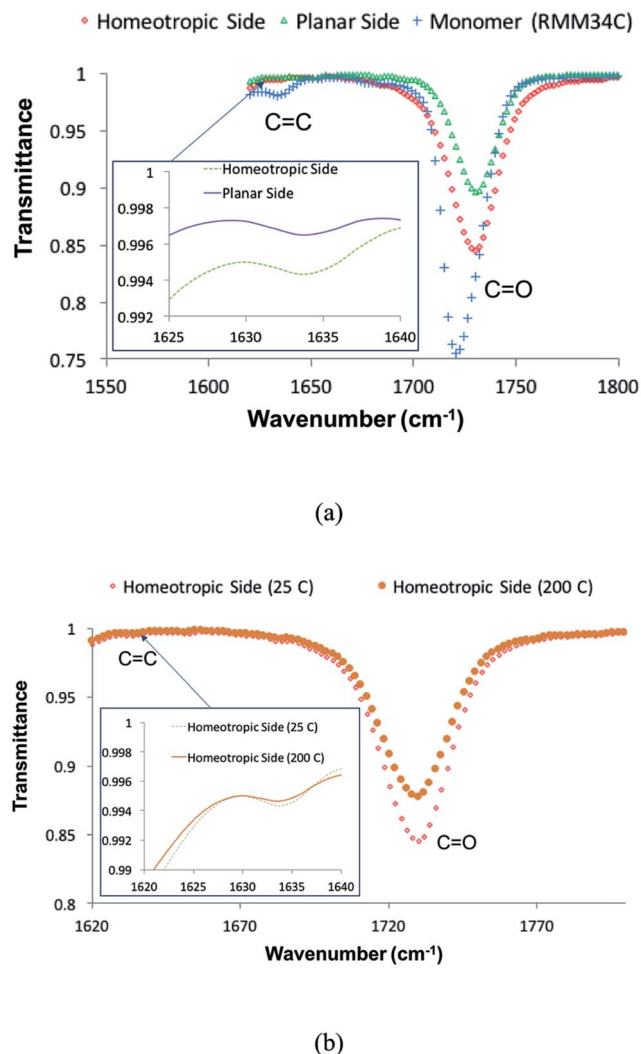 Homeotropic Side Planar Side Monomer (RMM34C)
1
0.95
0.9
0.85
0.8
0.75
Transmittance
C=C
Homeotropic Side
Planar Side
1
0.998
0.996
0.994
0.992
1625 1630 1635 1640
C=O
1550 1600 1650 1700 1750 1800
Wavenumber (cm-1)
(a)
Homeotropic Side (25 C) Homeotropic Side (200 C)
1
0.95
0.9
0.85
0.8
Transmittance
C=C
Homeotropic Side (25 C)
Homeotropic Side (200 C)
1
0.998
0.996
0.994
0.992
0.99
1620 1625 1630 1635 1640
C=O
1620 1670 1720 1770
Wavenumber (cm-1)
(b)